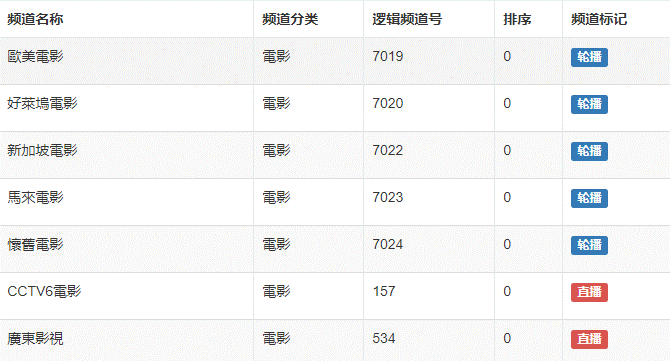 频道名称 频道分类 逻辑频道号 排序 频道标记
歐美電影 電影 7019 0 轮播
好萊塢電影 電影 7020 0 轮播
新加坡電影 電影 7022 0 轮播
馬來電影 電影 7023 0 轮播
懷舊電影 電影 7024 0 轮播
CCTV6電影 電影 157 0 直播
廣東影視 電影 534 0 直播